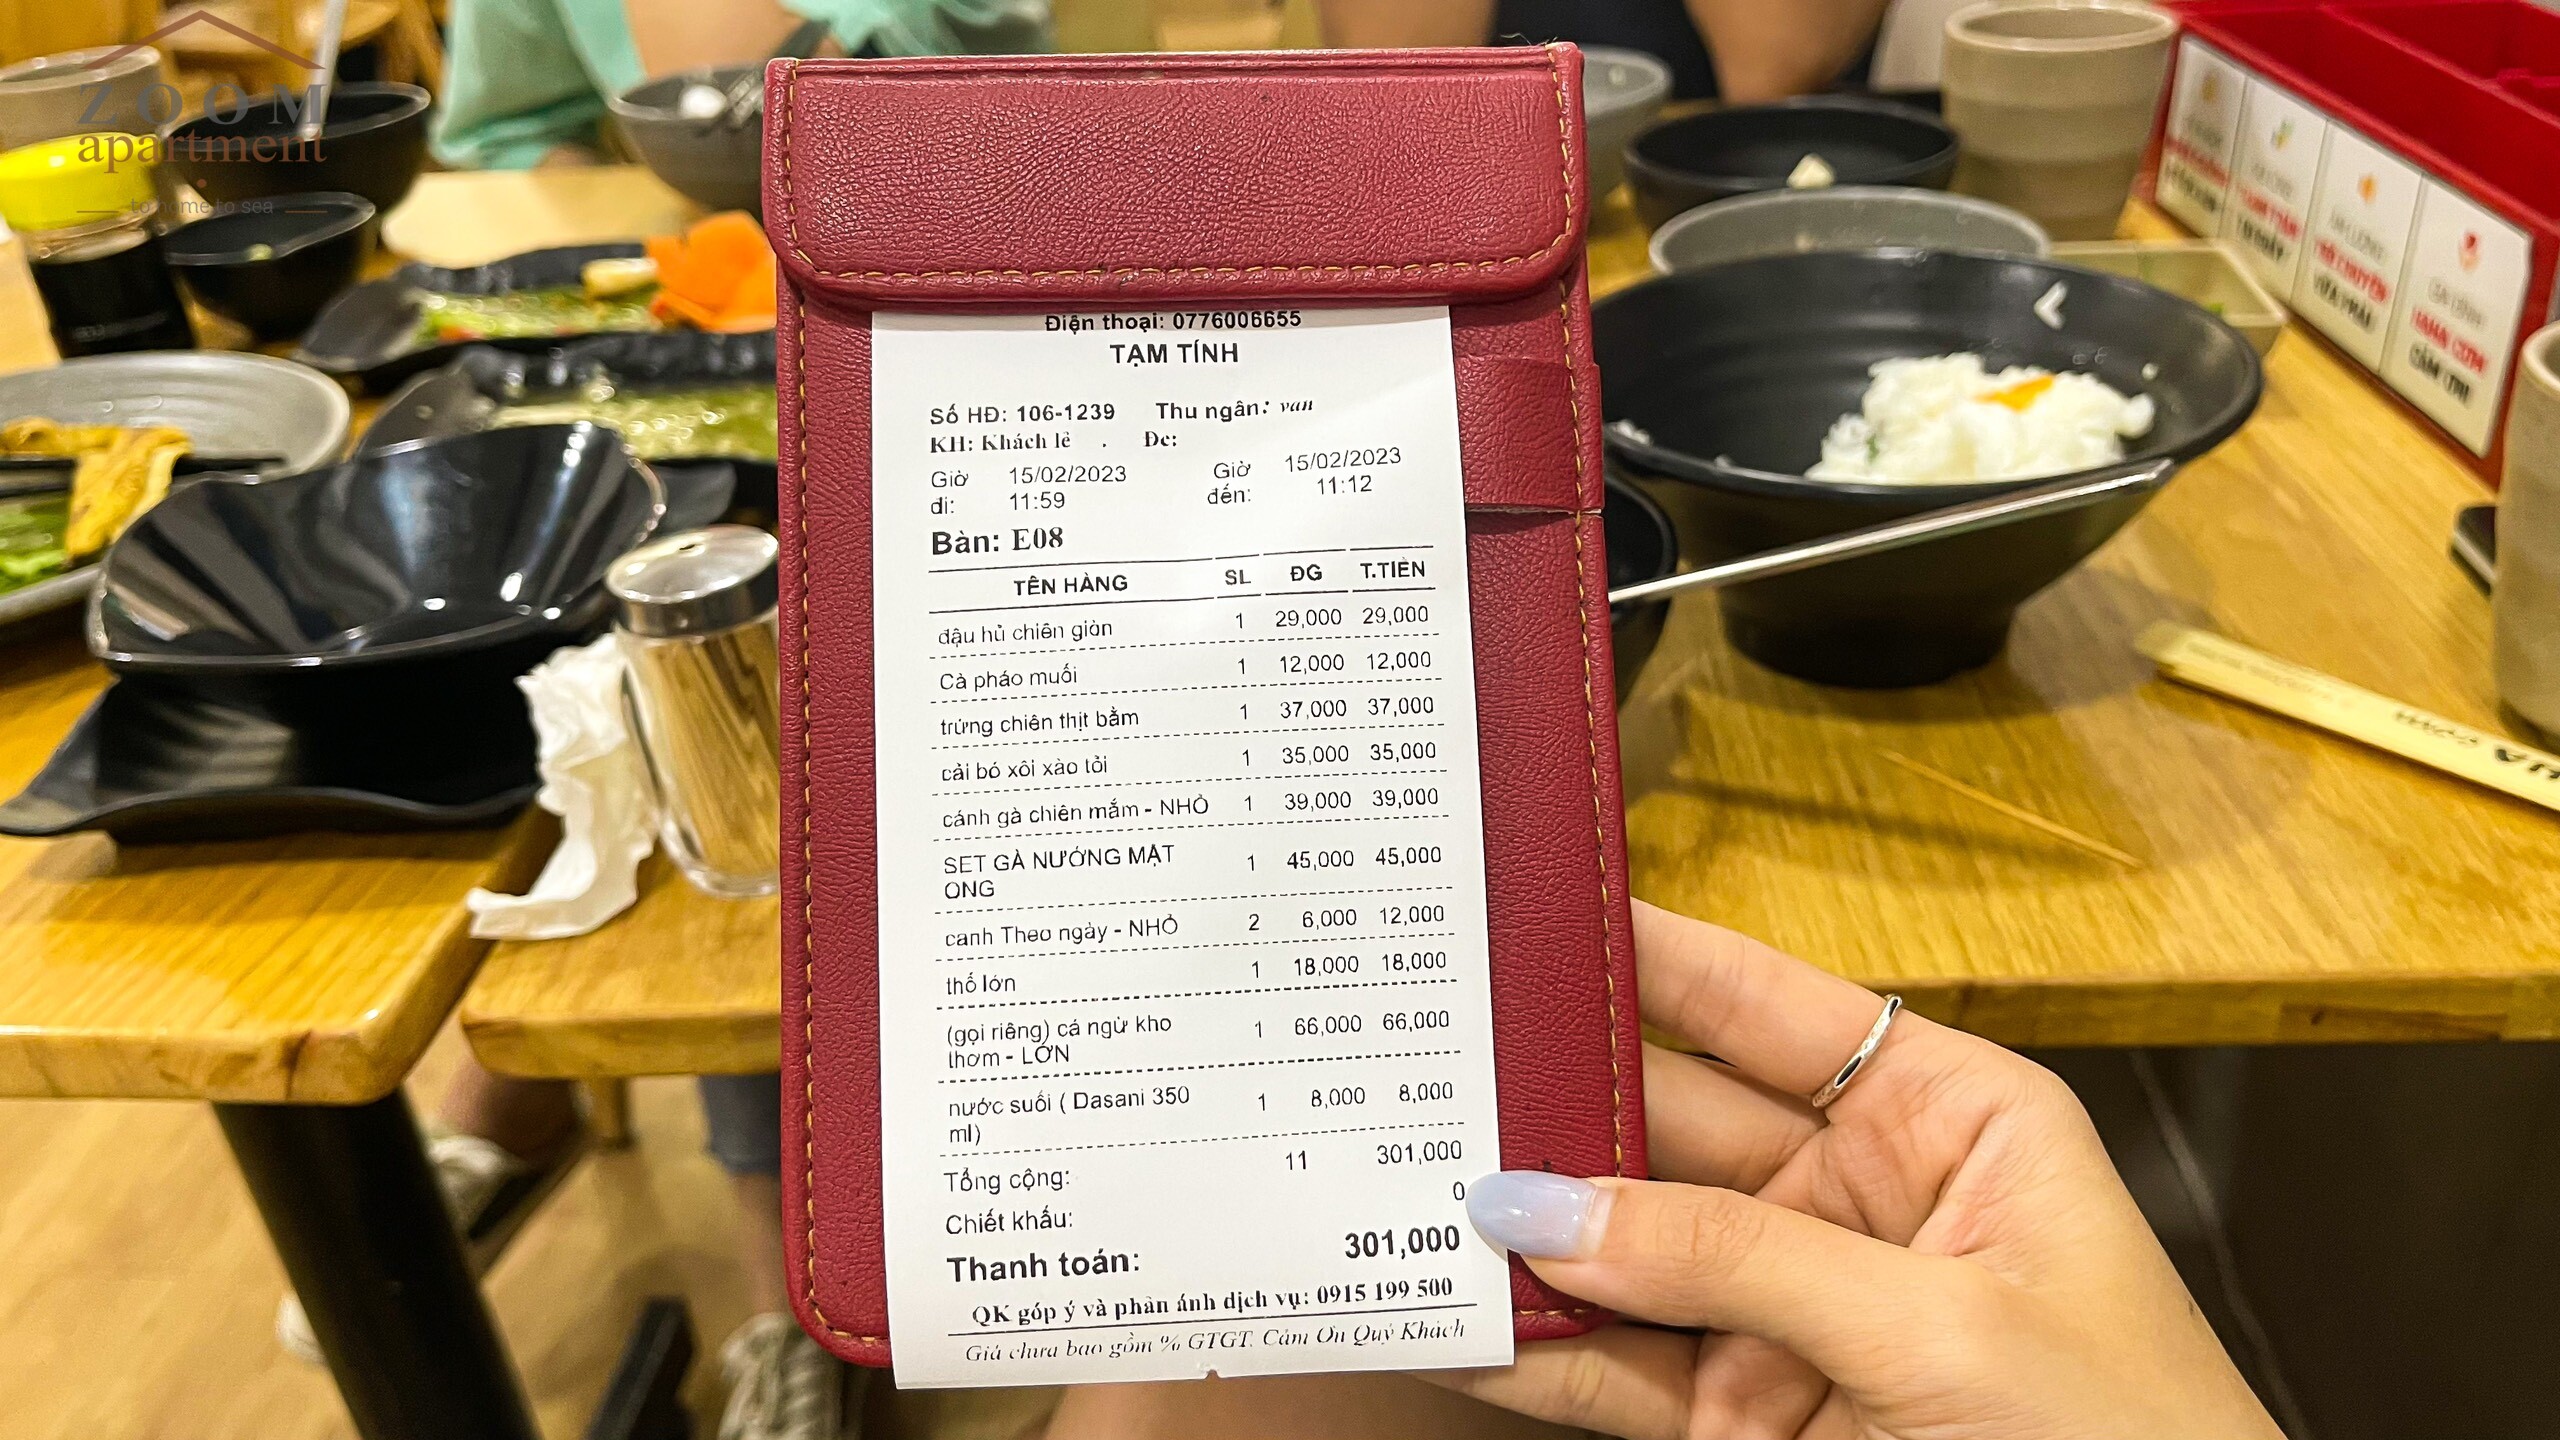 ZOOM
apartment
to home to sea
Điện thoại: 0776006655
TẠM TÍNH
Số HĐ: 106-1239 Thu ngân: van
KH: Khách lẻ . Đc:
Giờ đi: 15/02/2023 11:59 Giờ đến: 15/02/2023 11:12
Bàn: E08
TÊN HÀNG SL ĐG T.TIỀN
đậu hủ chiên giòn 1 29,000 29,000
Cà pháo muối 1 12,000 12,000
trứng chiên thịt bằm 1 37,000 37,000
cải bó xôi xào tỏi 1 35,000 35,000
cánh gà chiên mắm - NHỎ 1 39,000 39,000
SET GÀ NƯỚNG MẬT 1 45,000 45,000
ONG
canh Theo ngày - NHỎ 2 6,000 12,000
thố lớn 1 18,000 18,000
(gọi riêng) cá ngừ kho 1 66,000 66,000
thơm - LỚN
nước suối ( Dasani 350 1 8,000 8,000
ml)
Tổng cộng: 11 301,000
Chiết khấu: 0
Thanh toán: 301,000
QK góp ý và phản ánh dịch vụ: 0915 199 500
Giá chưa bao gồm % GTGT. Cảm Ơn Quý Khách